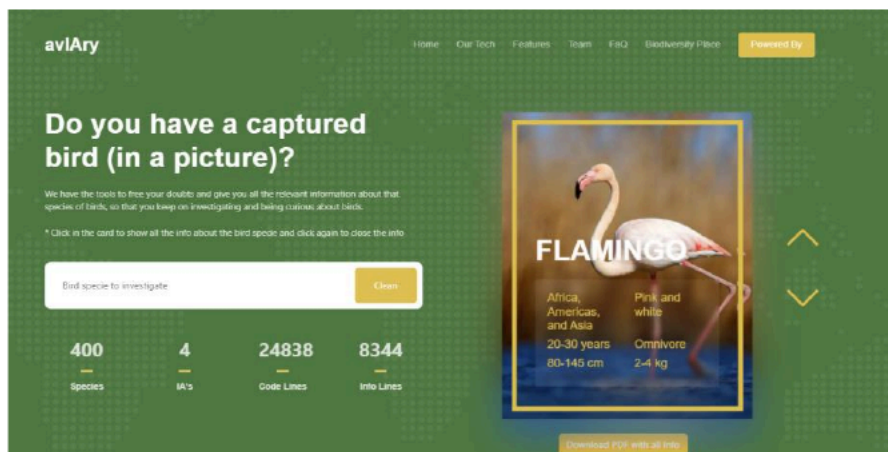 avIAry
Home Our Tech Features Team FaQ Biodiversity Place Powered By
Do you have a captured
bird (in a picture)?
We have the tools to free your doubts and give you all the relevant information about that
species of birds, so that you keep on investigating and being curious about birds.
* Click in the card to show all the info about the bird specie and click again to close the info
Bird specie to investigate Clean
400 4 24838 8344
Species IA's Code Lines Info Lines
FLAMINGO
Africa, Pink and
Americas, white
and Asia
20-30 years Omnivore
80-145 cm 2-4 kg
Download PDF with all info